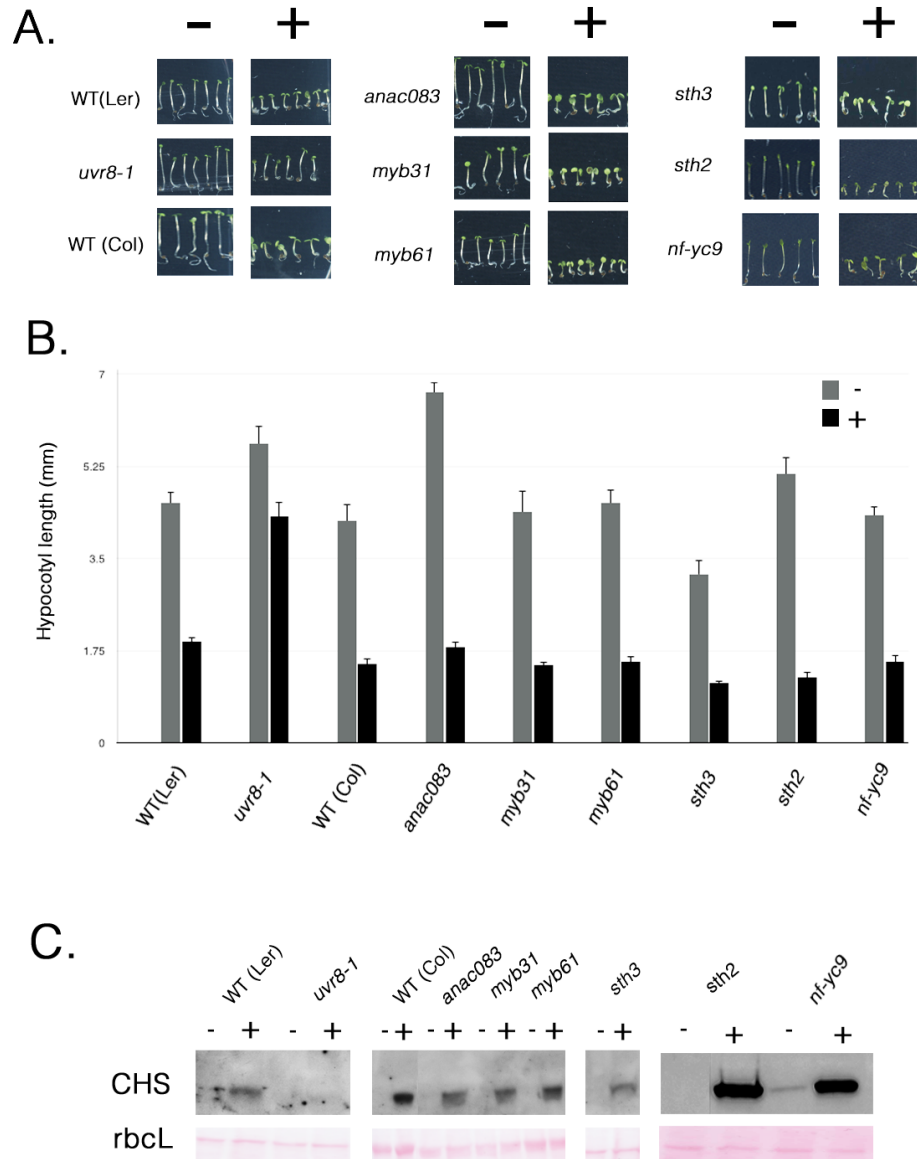 A.
− + − + − +
WT(Ler) anac083 sth3
uvr8-1 myb31 sth2
WT (Col) myb61 nf-yc9
B.
7
5.25
3.5
1.75
0
Hypocotyl length (mm)
-
+
WT(Ler) uvr8-1 WT (Col) anac083 myb31 myb61 sth3 sth2 nf-yc9
C.
WT (Ler) uvr8-1 WT (Col) anac083 myb31 myb61 sth3 sth2 nf-yc9
- + - + - + - + - + - + - + - + - +
CHS
rbcL